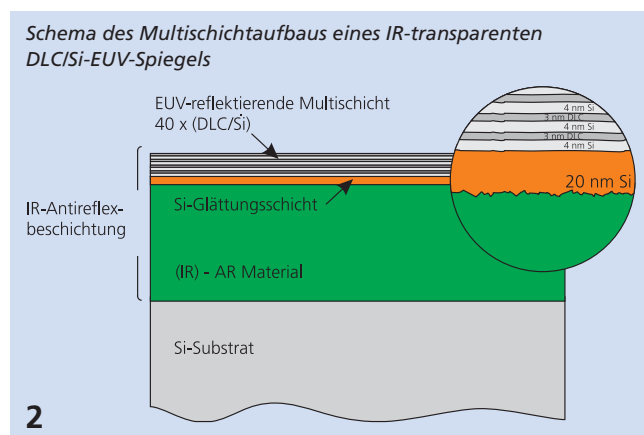 Schema des Multischichtaufbaus eines IR-transparenten
DLC/Si-EUV-Spiegels
EUV-reflektierende Multischicht
40 x (DLC/Si)
4 nm Si
3 nm DLC
4 nm Si
3 nm DLC
4 nm Si
20 nm Si
IR-Antireflex-
beschichtung
Si-Glättungsschicht
(IR) - AR Material
Si-Substrat
2